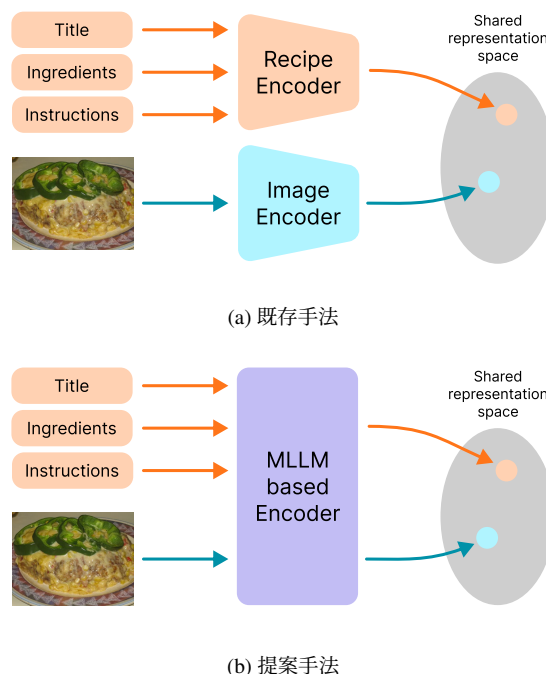 Title
Ingredients
Instructions
Recipe
Encoder
Image
Encoder
Shared
representation
space
(a) 既存手法
Title
Ingredients
Instructions
MLLM
based
Encoder
Shared
representation
space
(b) 提案手法